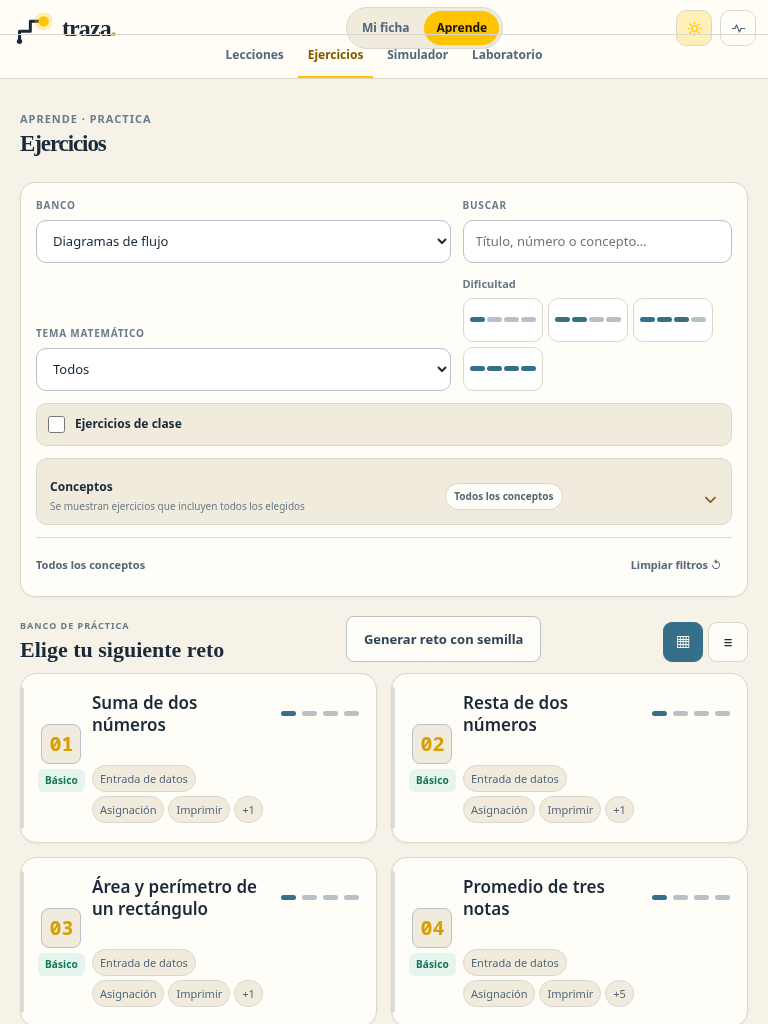 traza.
Mi ficha
Aprende
Lecciones
Ejercicios
Simulador
Laboratorio
APRENDE · PRACTICA
Ejercicios
BANCO
Diagramas de flujo
BUSCAR
Título, número o concepto...
TEMA MATEMÁTICO
Todos
Dificultad
Ejercicios de clase
Conceptos
Se muestran ejercicios que incluyen todos los elegidos
Todos los conceptos
Todos los conceptos
Limpiar filtros
BANCO DE PRÁCTICA
Elige tu siguiente reto
Generar reto con semilla
01
Básico
Suma de dos
números
Entrada de datos
Asignación
Imprimir
+1
02
Básico
Resta de dos
números
Entrada de datos
Asignación
Imprimir
+1
03
Básico
Área y perímetro de
un rectángulo
Entrada de datos
Asignación
Imprimir
+1
04
Básico
Promedio de tres
notas
Entrada de datos
Asignación
Imprimir
+5